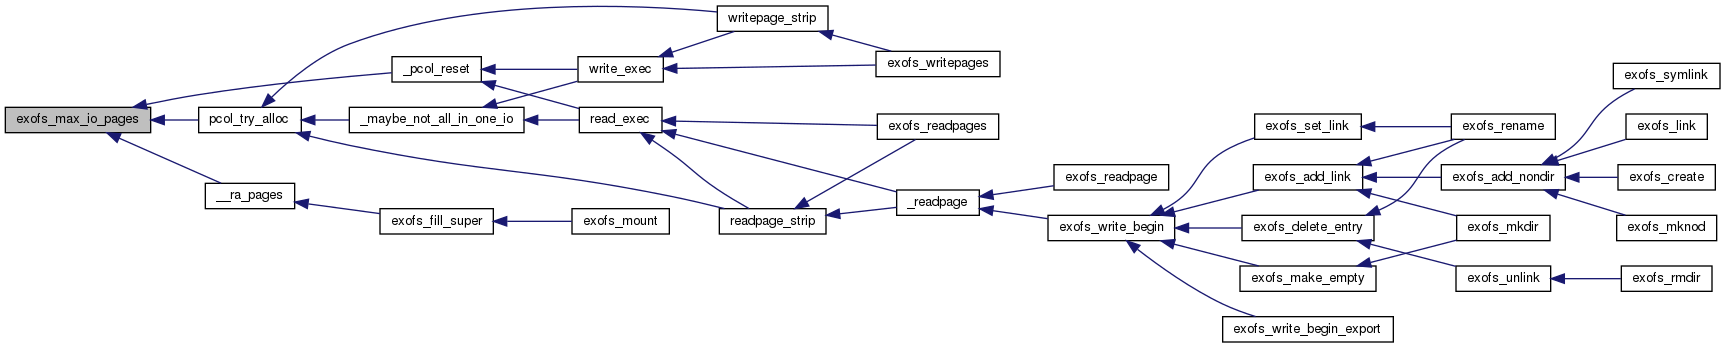 exofs_max_io_pages
pcol_try_alloc
__ra_pages
_pcol_reset
_maybe_not_all_in_one_io
exofs_fill_super
write_exec
read_exec
exofs_mount
writepage_strip
readpage_strip
exofs_writepages
exofs_readpages
_readpage
exofs_readpage
exofs_write_begin
exofs_set_link
exofs_add_link
exofs_delete_entry
exofs_make_empty
exofs_write_begin_export
exofs_rename
exofs_add_nondir
exofs_mkdir
exofs_unlink
exofs_symlink
exofs_link
exofs_create
exofs_mknod
exofs_rmdir